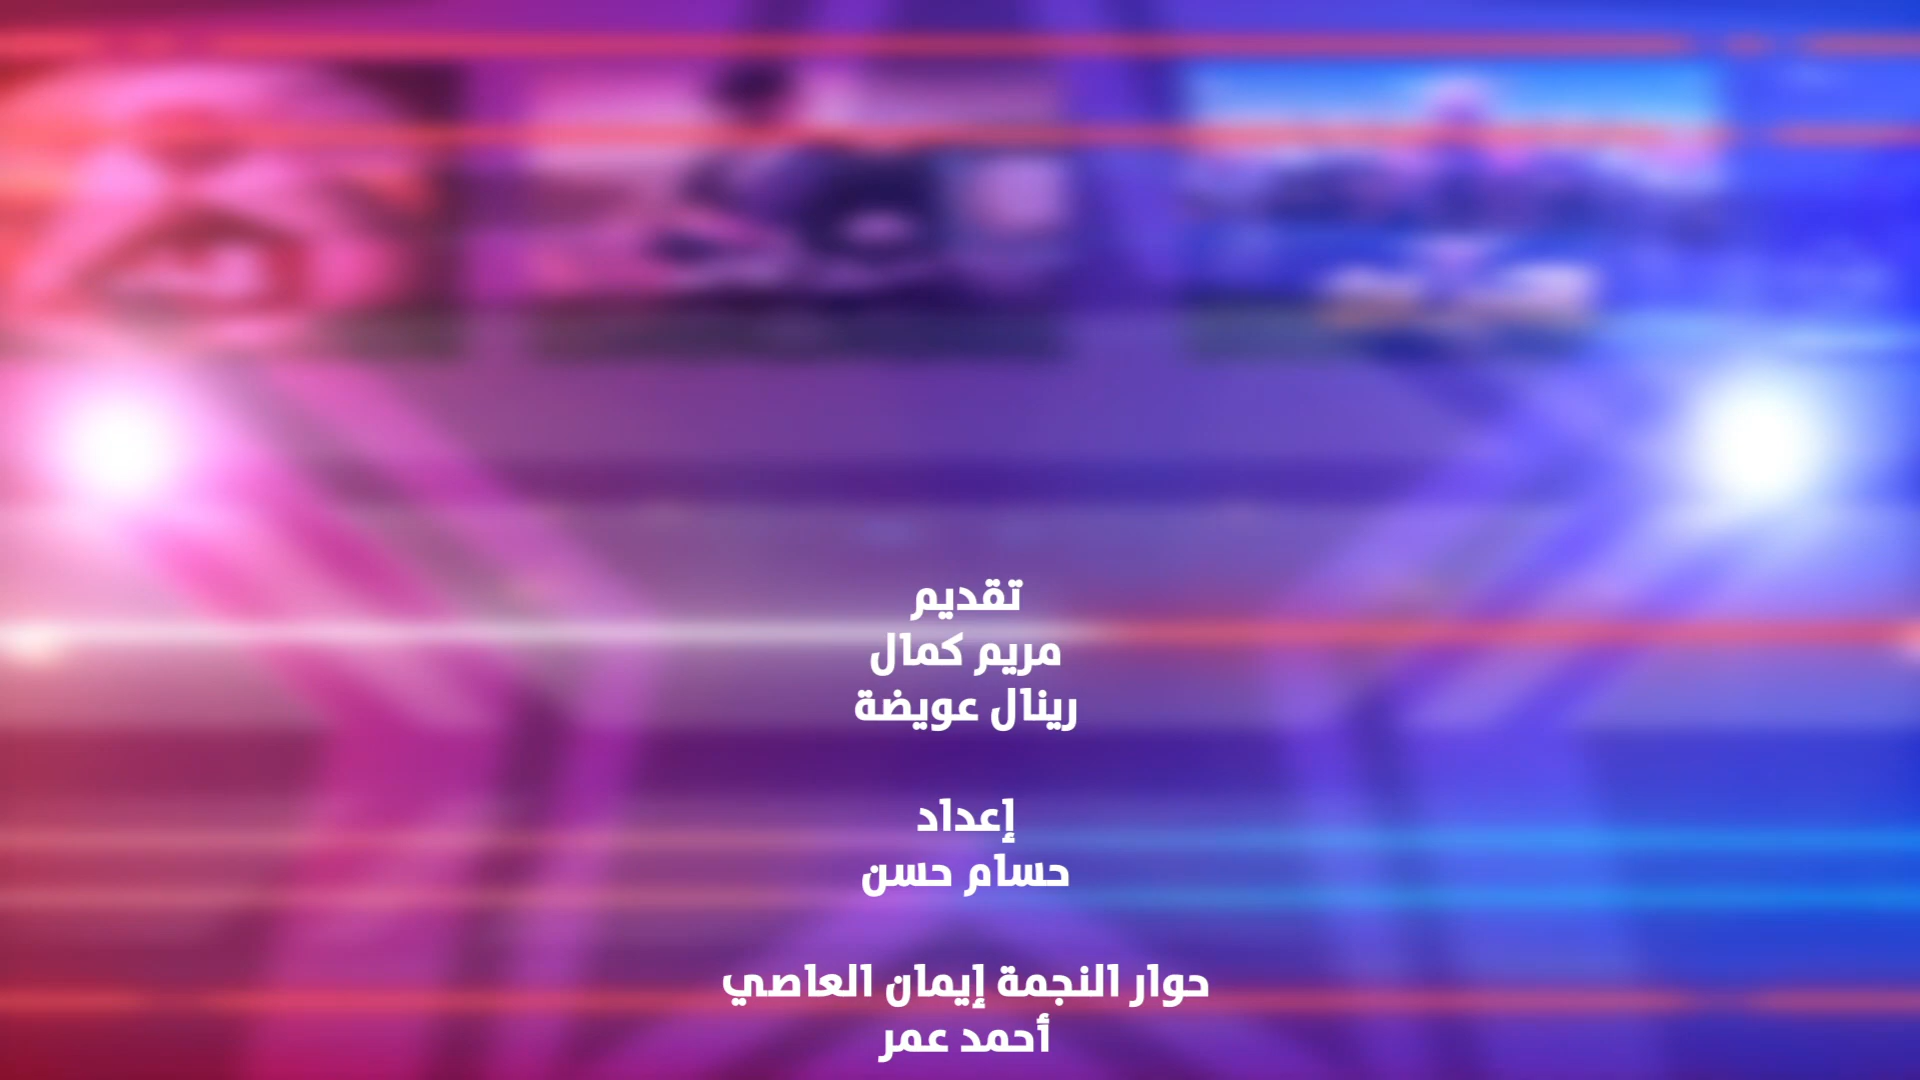 تقديم
مريم كمال
رينال عويضة
إعداد
حسام حسن
حوار النجمة إيمان العاصي
أحمد عمر